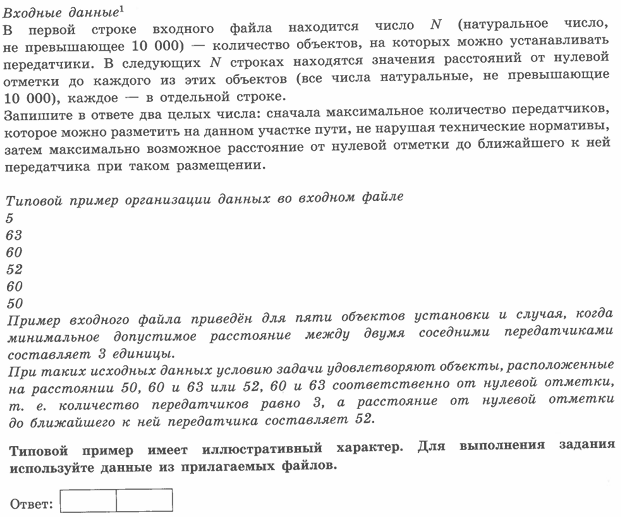 Входные данные¹
В первой строке входного файла находится число N (натуральное число,
не превышающее 10 000) — количество объектов, на которых можно устанавливать
передатчики. В следующих N строках находятся значения расстояний от нулевой
отметки до каждого из этих объектов (все числа натуральные, не превышающие
10 000), каждое — в отдельной строке.
Запишите в ответе два целых числа: сначала максимальное количество передатчиков,
которое можно разметить на данном участке пути, не нарушая технические нормативы,
затем максимально возможное расстояние от нулевой отметки до ближайшего к ней
передатчика при таком размещении.
Типовой пример организации данных во входном файле
5
63
60
52
60
50
Пример входного файла приведён для пяти объектов установки и случая, когда
минимальное допустимое расстояние между двумя соседними передатчиками
составляет 3 единицы.
При таких исходных данных условию задачи удовлетворяют объекты, расположенные
на расстоянии 50, 60 и 63 или 52, 60 и 63 соответственно от нулевой отметки,
т. е. количество передатчиков равно 3, а расстояние от нулевой отметки
до ближайшего к ней передатчика составляет 52.
Типовой пример имеет иллюстративный характер. Для выполнения задания
используйте данные из прилагаемых файлов.
Ответ: